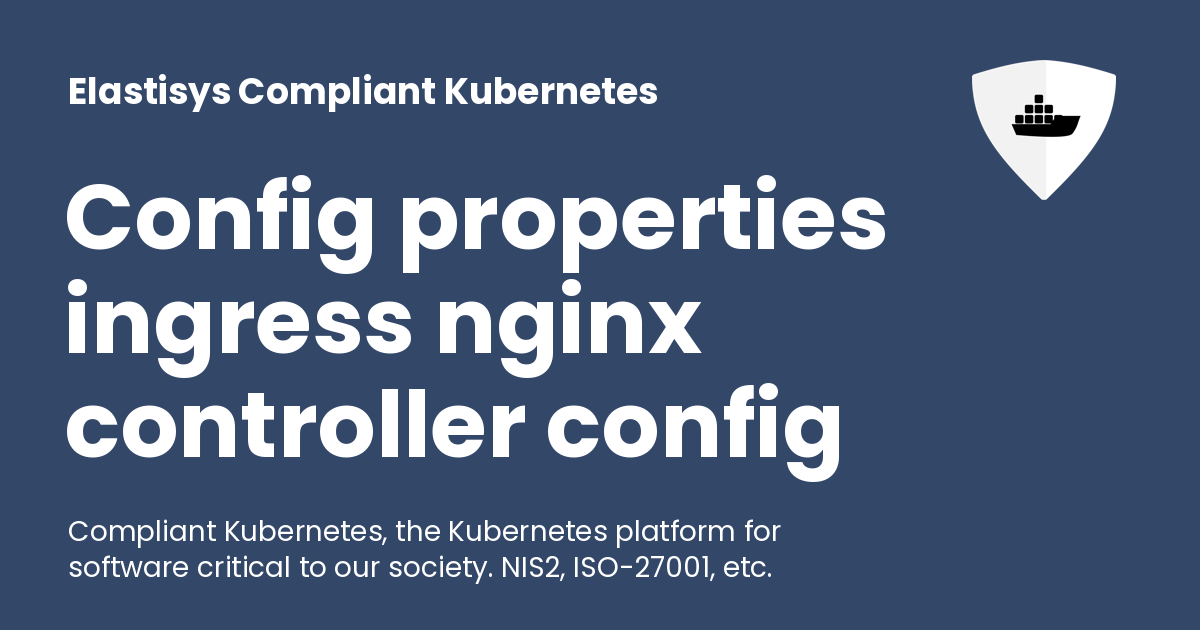 Elastisys Compliant Kubernetes
Config properties
ingress nginx
controller config
Compliant Kubernetes, the Kubernetes platform for
software critical to our society. NIS2, ISO-27001, etc.